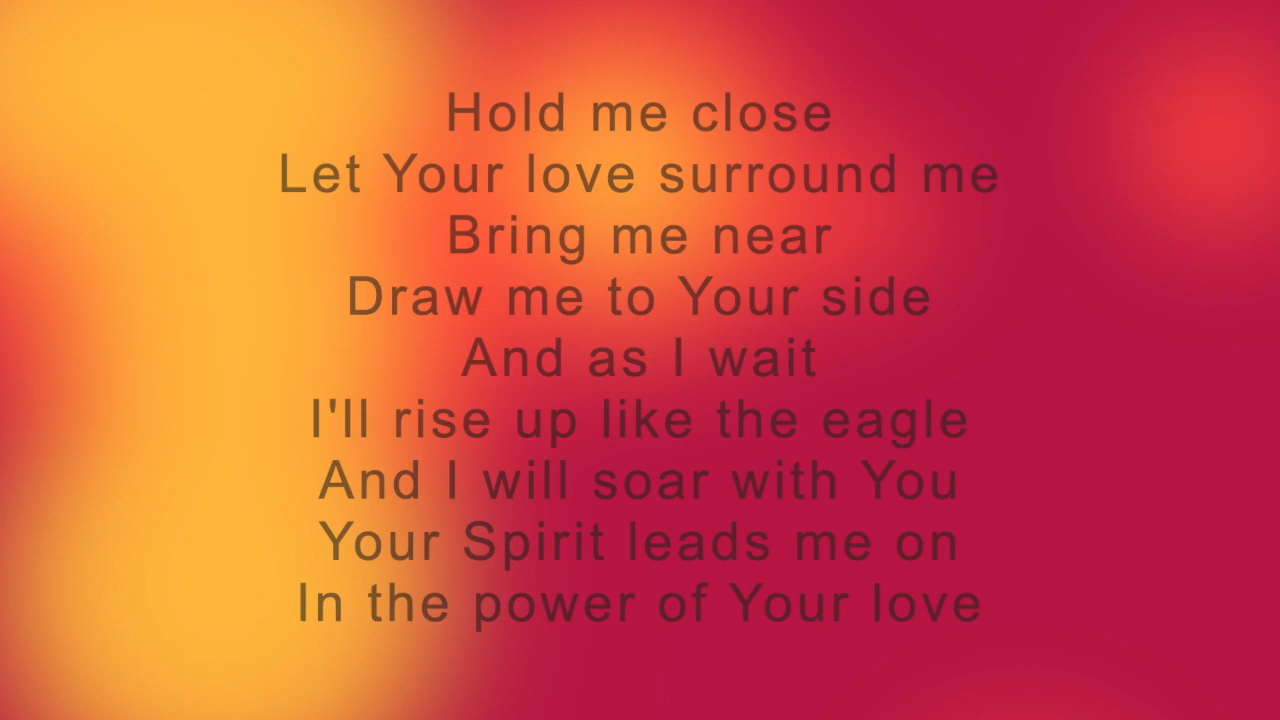 Hold me close
Let Your love surround me
Bring me near
Draw me to Your side
And as I wait
I'll rise up like the eagle
And I will soar with You
Your Spirit leads me on
In the power of Your love